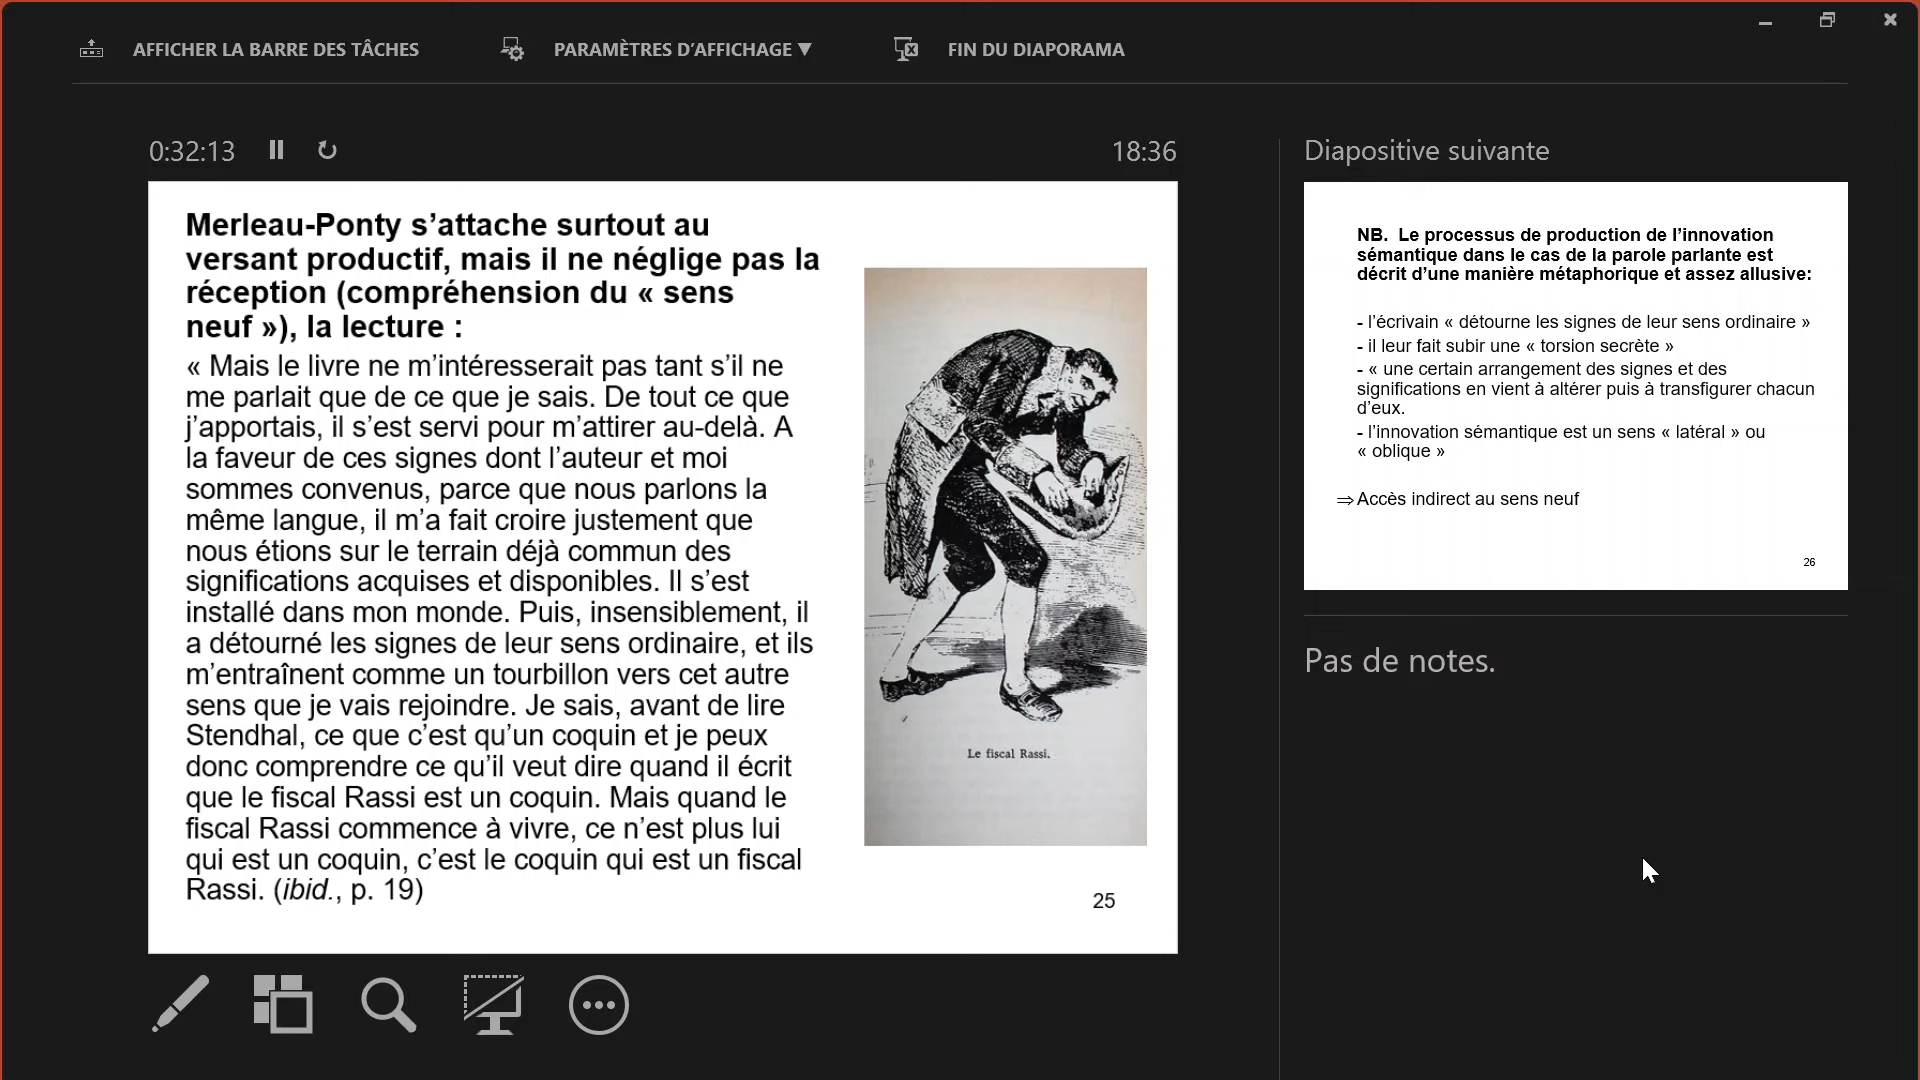 AFFICHER LA BARRE DES TÂCHES
PARAMÈTRES D’AFFICHAGE ▼
FIN DU DIAPORAMA
0:32:13
18:36
Merleau-Ponty s’attache surtout au
versant productif, mais il ne néglige pas la
réception (compréhension du « sens
neuf »), la lecture :
« Mais le livre ne m’intéresserait pas tant s’il ne
me parlait que de ce que je sais. De tout ce que
j’apportais, il s’est servi pour m’attirer au-delà. A
la faveur de ces signes dont l’auteur et moi
sommes convenus, parce que nous parlons la
même langue, il m’a fait croire justement que
nous étions sur le terrain déjà commun des
significations acquises et disponibles. Il s’est
installé dans mon monde. Puis, insensiblement, il
a détourné les signes de leur sens ordinaire, et ils
m’entraînent comme un tourbillon vers cet autre
sens que je vais rejoindre. Je sais, avant de lire
Stendhal, ce que c’est qu’un coquin et je peux
donc comprendre ce qu’il veut dire quand il écrit
que le fiscal Rassi est un coquin. Mais quand le
fiscal Rassi commence à vivre, ce n’est plus lui
qui est un coquin, c’est le coquin qui est un fiscal
Rassi. (ibid., p. 19)
Le fiscal Rassi.
25
Diapositive suivante
NB. Le processus de production de l’innovation
sémantique dans le cas de la parole parlante est
décrit d’une manière métaphorique et assez allusive:
- l’écrivain « détourne les signes de leur sens ordinaire »
- il leur fait subir une « torsion secrète »
- « une certain arrangement des signes et des
significations en vient à altérer puis à transfigurer chacun
d’eux.
- l’innovation sémantique est un sens « latéral » ou
« oblique »
⇒ Accès indirect au sens neuf
26
Pas de notes.